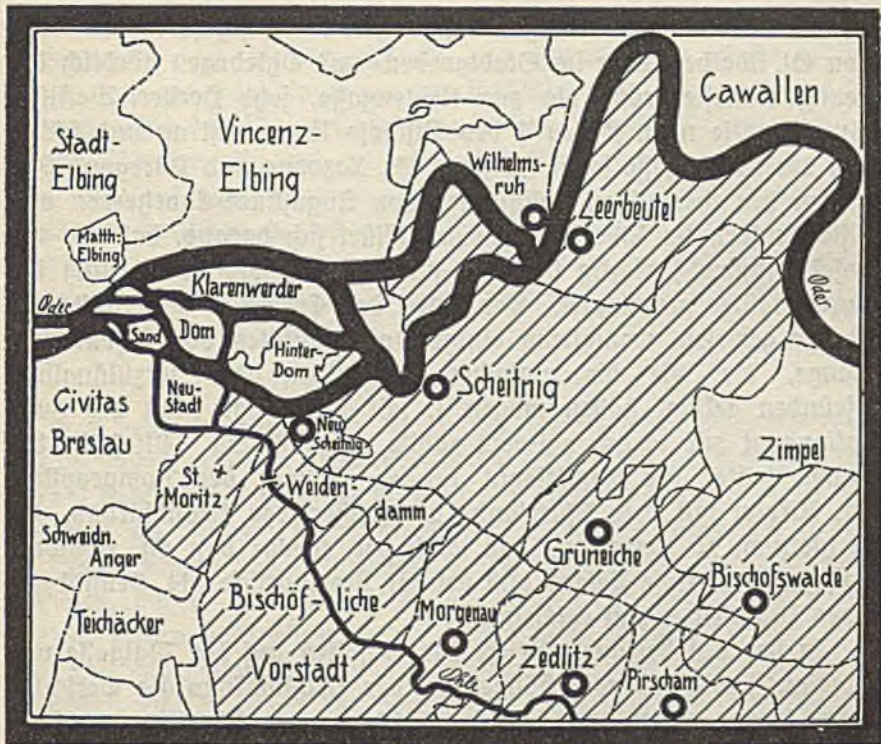 Cawallen
Stadt-
Elbing
Vincenz-
Elbing
Wilhelms-
ruh
Leerbeutel
Matth:
Elbing
Klarenwerder
Oder
Oder
Sand
Dom
Hinter-
Dom
Neu-
Stadt
Scheitnig
Civitas
Breslau
Neu
Scheitnig
Zimpel
St.
Moritz
Weiden-
damm
Schweidn.
Anger
Grüneiche
Bischofswalde
Teichäcker
Bischöf-liche
Vorstadt
Morgenau
Zedlitz
Ohle
Pirscham